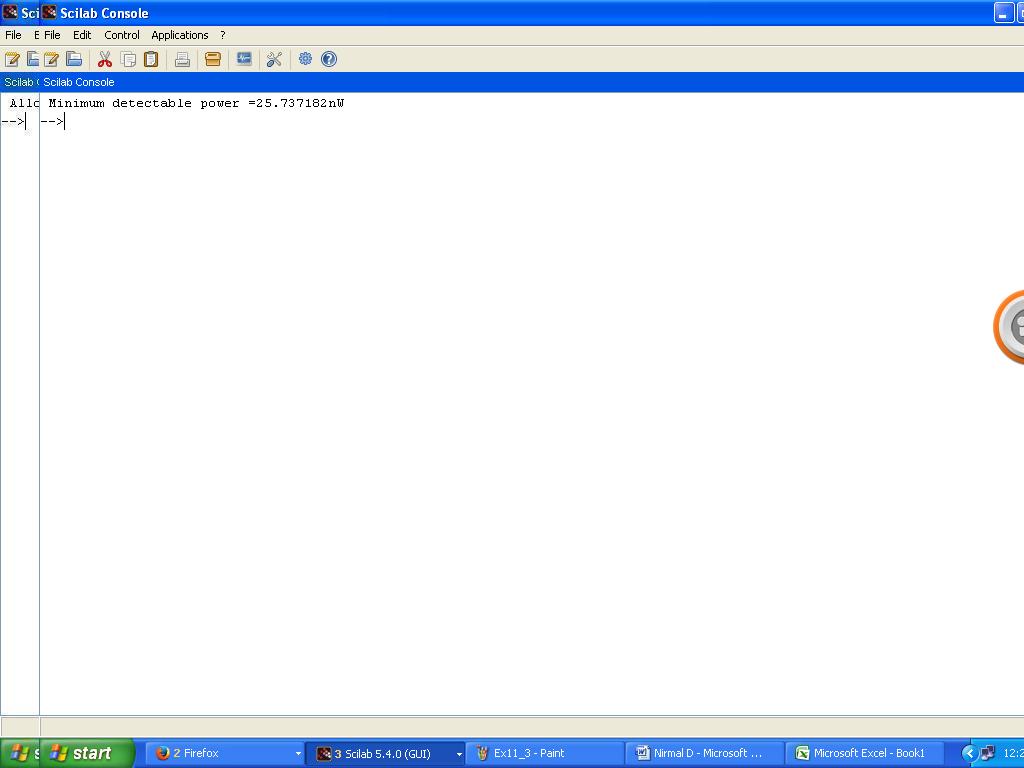 Sci Scilab Console
File E File Edit Control Applications ?
Scilab Scilab Console
Allo Minimum detectable power =25.737182nW
-->
-->
start
2 Firefox
3 Scilab 5.4.0 (GUI)
Ex11_3 - Paint
Nirmal D - Microsoft ...
Microsoft Excel - Book1
12:2